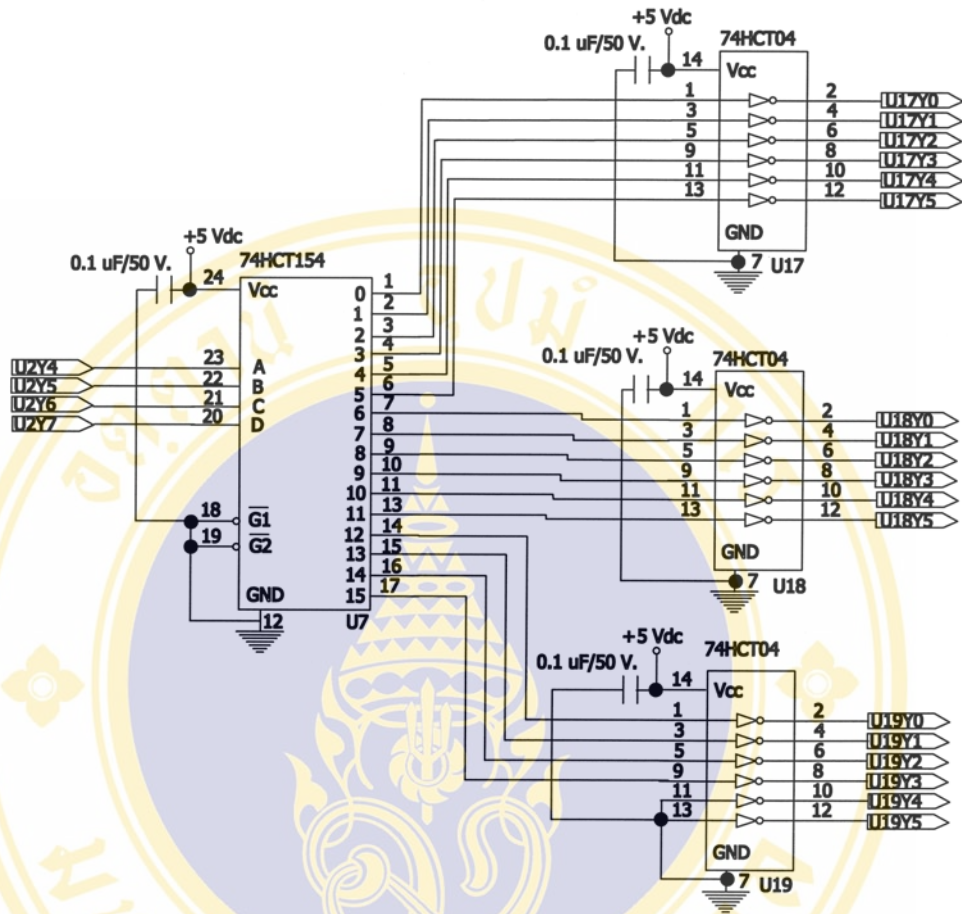 +5 Vdc
0.1 uF/50 V.
74HCT04
14 Vcc
1 2 U17Y0
3 4 U17Y1
5 6 U17Y2
9 8 U17Y3
11 10 U17Y4
13 12 U17Y5
GND
7 U17
+5 Vdc
0.1 uF/50 V.
74HCT154
24 Vcc
0 1
1 2
2 3
3 4
4 5
5 6
6 7
7 8
8 9
9 10
10 11
11 13
12 14
13 15
14 16
15 17
U2Y4 23 A
U2Y5 22 B
U2Y6 21 C
U2Y7 20 D
18 G1
19 G2
GND
12 U7
+5 Vdc
0.1 uF/50 V.
74HCT04
14 Vcc
1 2 U18Y0
3 4 U18Y1
5 6 U18Y2
9 8 U18Y3
11 10 U18Y4
13 12 U18Y5
GND
7 U18
+5 Vdc
0.1 uF/50 V.
74HCT04
14 Vcc
1 2 U19Y0
3 4 U19Y1
5 6 U19Y2
9 8 U19Y3
11 10 U19Y4
13 12 U19Y5
GND
7 U19